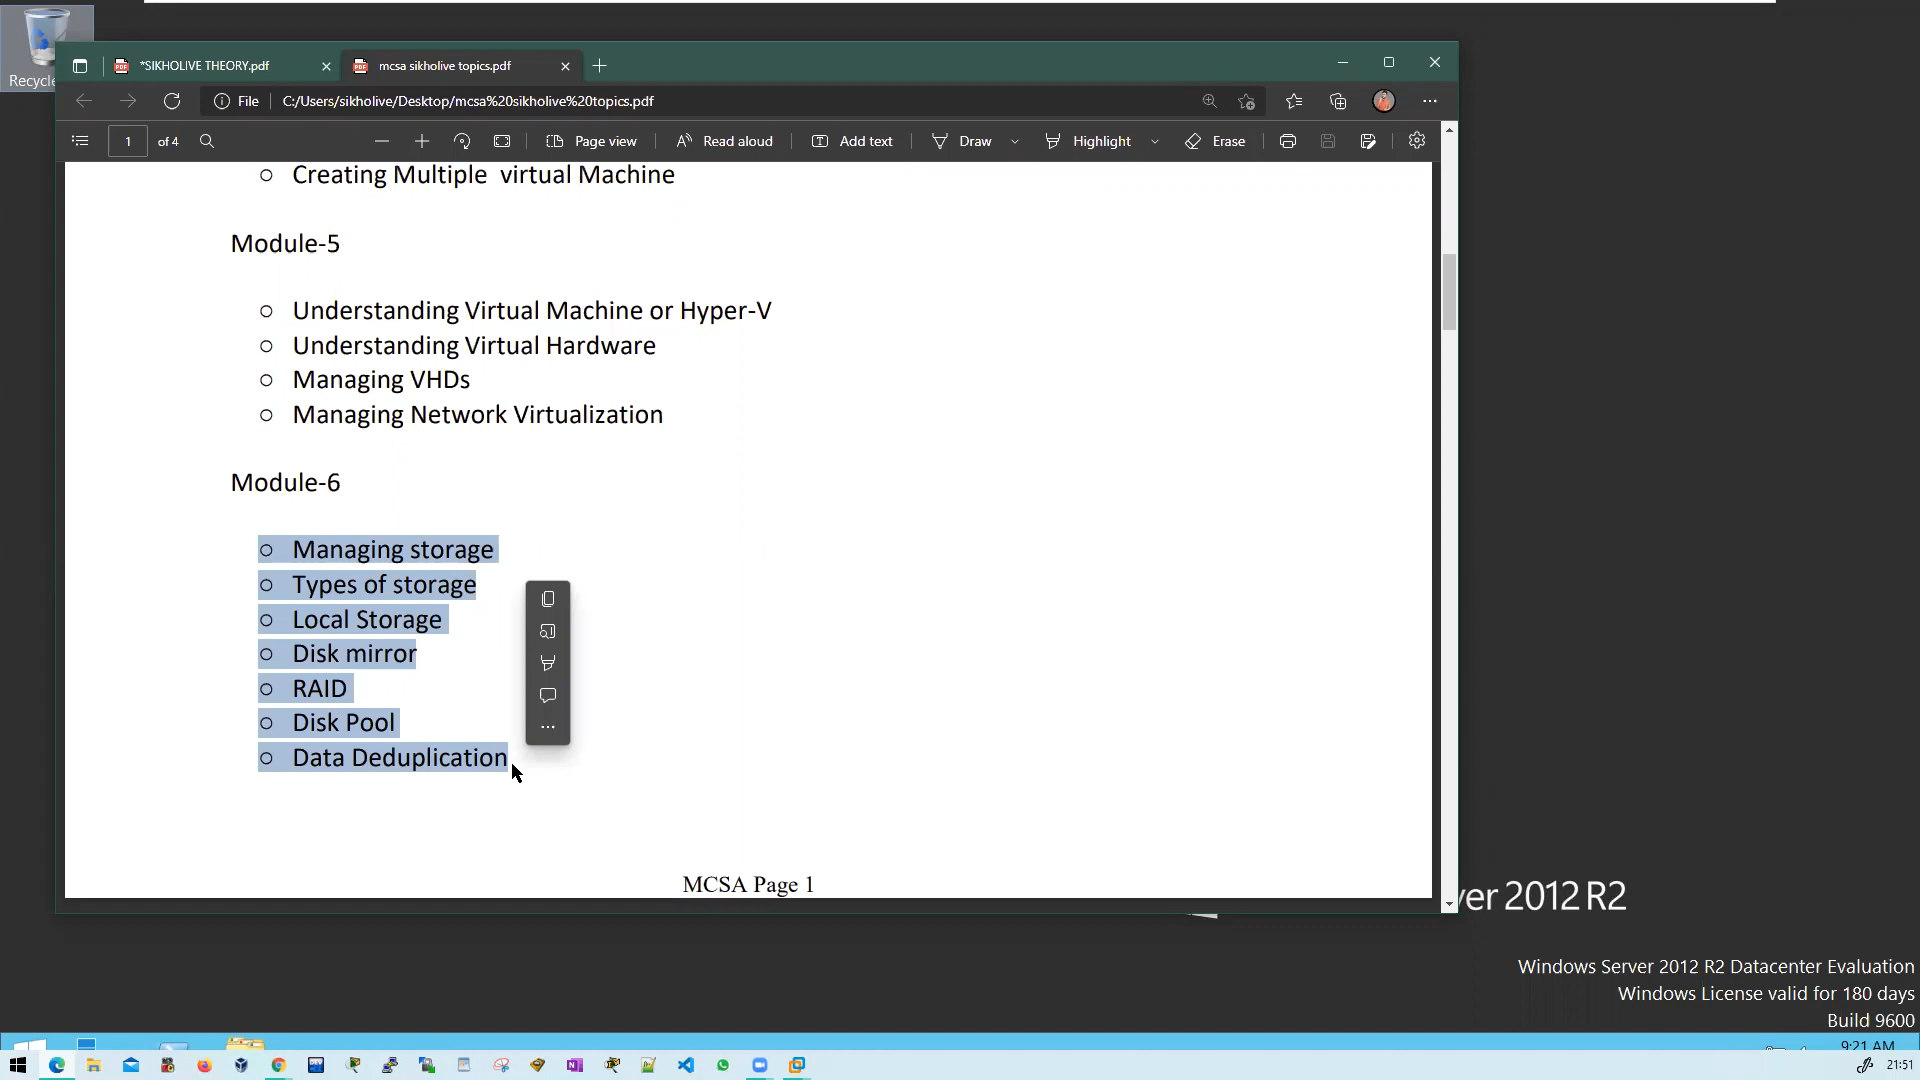 Recycle
*SIKHOLIVE THEORY.pdf
mcsa sikholive topics.pdf
File
C:/Users/sikholive/Desktop/mcsa%20sikholive%20topics.pdf
1 of 4
Page view
Read aloud
Add text
Draw
Highlight
Erase
○ Creating Multiple virtual Machine
Module-5
○ Understanding Virtual Machine or Hyper-V
○ Understanding Virtual Hardware
○ Managing VHDs
○ Managing Network Virtualization
Module-6
○ Managing storage
○ Types of storage
○ Local Storage
○ Disk mirror
○ RAID
○ Disk Pool
○ Data Deduplication
MCSA Page 1
ver 2012 R2
Windows Server 2012 R2 Datacenter Evaluation
Windows License valid for 180 days
Build 9600
9:21 AM
21:51